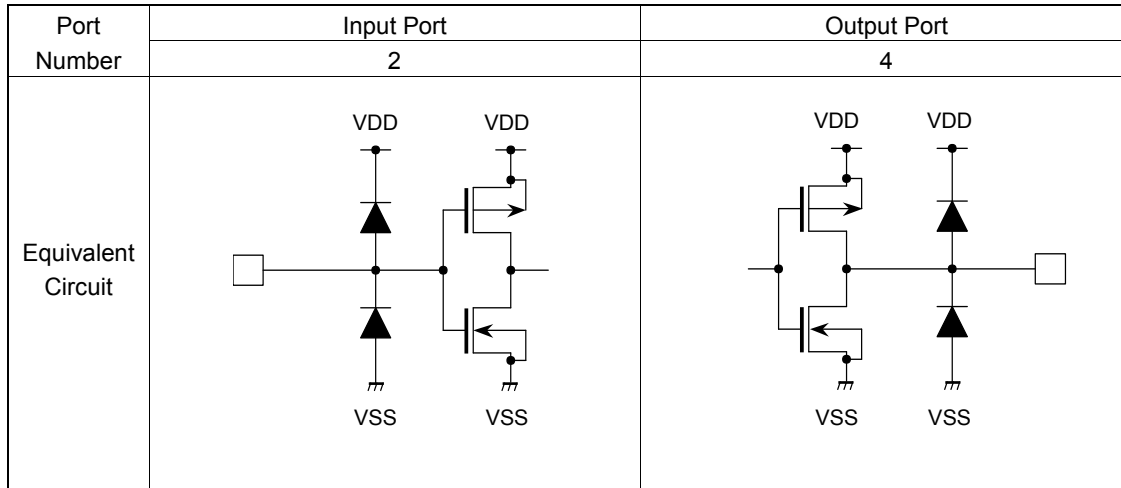 Port Number
Input Port
Output Port
2
4
Equivalent
Circuit
VDD VDD
VSS VSS
VDD VDD
VSS VSS